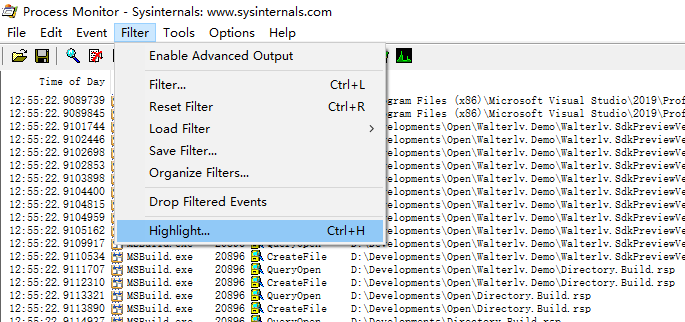 Process Monitor - Sysinternals: www.sysinternals.com
File Edit Event Filter Tools Options Help
Enable Advanced Output
Filter... Ctrl+L
Reset Filter Ctrl+R
Load Filter
Save Filter...
Organize Filters...
Drop Filtered Events
Highlight... Ctrl+H
Time of Day
12:55:22.9089739 gram Files (x86)\Microsoft Visual Studio\2019\Prof
12:55:22.9089845 gram Files (x86)\Microsoft Visual Studio\2019\Prof
12:55:22.9101744 evelopments\Open\Walterlv.Demo\Walterlv.SdkPreviewVe
12:55:22.9102446 evelopments\Open\Walterlv.Demo\Walterlv.SdkPreviewVe
12:55:22.9102698 evelopments\Open\Walterlv.Demo\Walterlv.SdkPreviewVe
12:55:22.9102853 evelopments\Open\Walterlv.Demo\Walterlv.SdkPreviewVe
12:55:22.9103898 evelopments\Open\Walterlv.Demo\Walterlv.SdkPreviewVe
12:55:22.9104400 evelopments\Open\Walterlv.Demo\Walterlv.SdkPreviewVe
12:55:22.9104815 evelopments\Open\Walterlv.Demo\Walterlv.SdkPreviewVe
12:55:22.9104959 evelopments\Open\Walterlv.Demo\Walterlv.SdkPreviewVe
12:55:22.9105162 evelopments\Open\Walterlv.Demo\Walterlv.SdkPreviewVe
12:55:22.9109917 MSBuild.exe 20896 QueryOpen D:\Developments\Open\Walterlv.Demo\Walterlv.SdkPreviewVe
12:55:22.9110534 MSBuild.exe 20896 CreateFile D:\Developments\Open\Walterlv.Demo\Walterlv.SdkPreviewVe
12:55:22.9111707 MSBuild.exe 20896 QueryOpen D:\Developments\Open\Walterlv.Demo\Directory.Build.rsp
12:55:22.9112310 MSBuild.exe 20896 CreateFile D:\Developments\Open\Walterlv.Demo\Directory.Build.rsp
12:55:22.9113321 MSBuild.exe 20896 QueryOpen D:\Developments\Open\Directory.Build.rsp
12:55:22.9113890 MSBuild.exe 20896 CreateFile D:\Developments\Open\Directory.Build.rsp
12:55:22.9114937 MSBuild.exe 20896 QueryOpen D:\Developments\Directory.Build.rsp